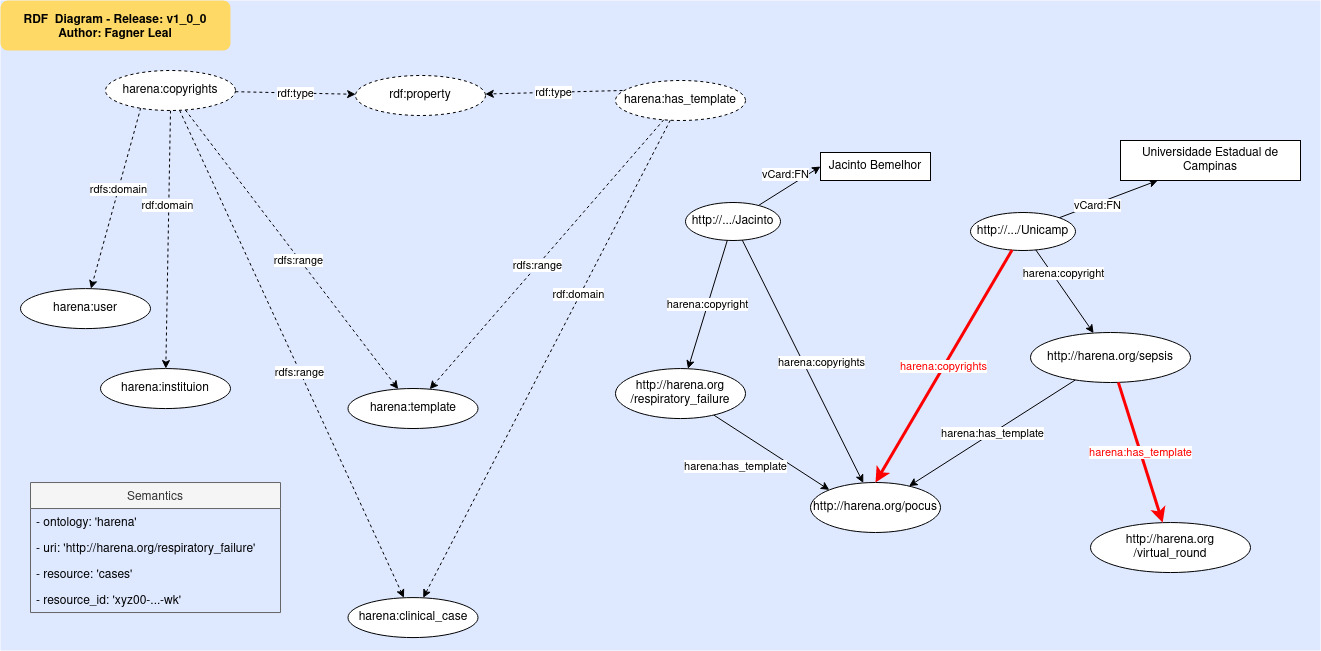 RDF  Diagram - Release: v1_0_0
Author: Fagner Leal
harena:copyrights
rdf:type
rdf:property
rdf:type
harena:has_template
Jacinto Bemelhor
Universidade Estadual de
Campinas
vCard:FN
rdfs:domain
rdf:domain
vCard:FN
http://.../Jacinto
http://.../Unicamp
rdfs:range
rdfs:range
rdf:domain
harena:copyright
harena:user
harena:copyright
http://harena.org/sepsis
rdfs:range
harena:copyrights
harena:copyrights
harena:instituion
http://harena.org
/respiratory_failure
harena:template
harena:has_template
harena:has_template
harena:has_template
Semantics
- ontology: 'harena'
- uri: 'http://harena.org/respiratory_failure'
- resource: 'cases'
- resource_id: 'xyz00-...-wk'
http://harena.org/pocus
http://harena.org
/virtual_round
harena:clinical_case